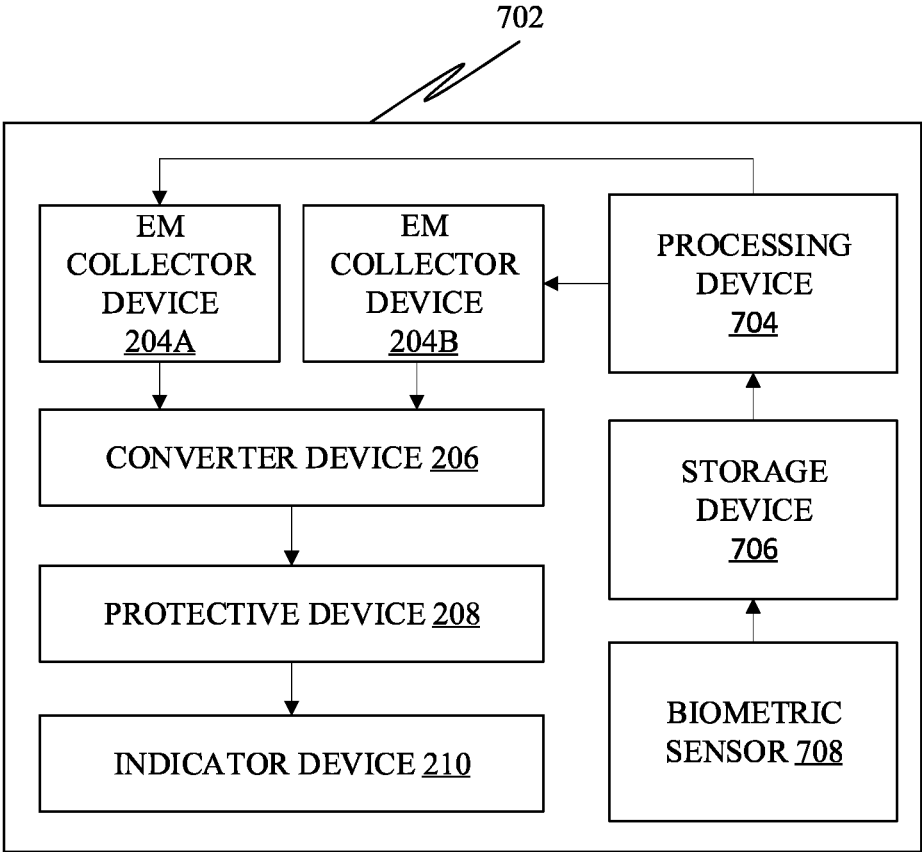 702
EM
COLLECTOR
DEVICE
204A
EM
COLLECTOR
DEVICE
204B
PROCESSING
DEVICE
704
CONVERTER DEVICE 206
STORAGE
DEVICE
706
PROTECTIVE DEVICE 208
INDICATOR DEVICE 210
BIOMETRIC
SENSOR 708